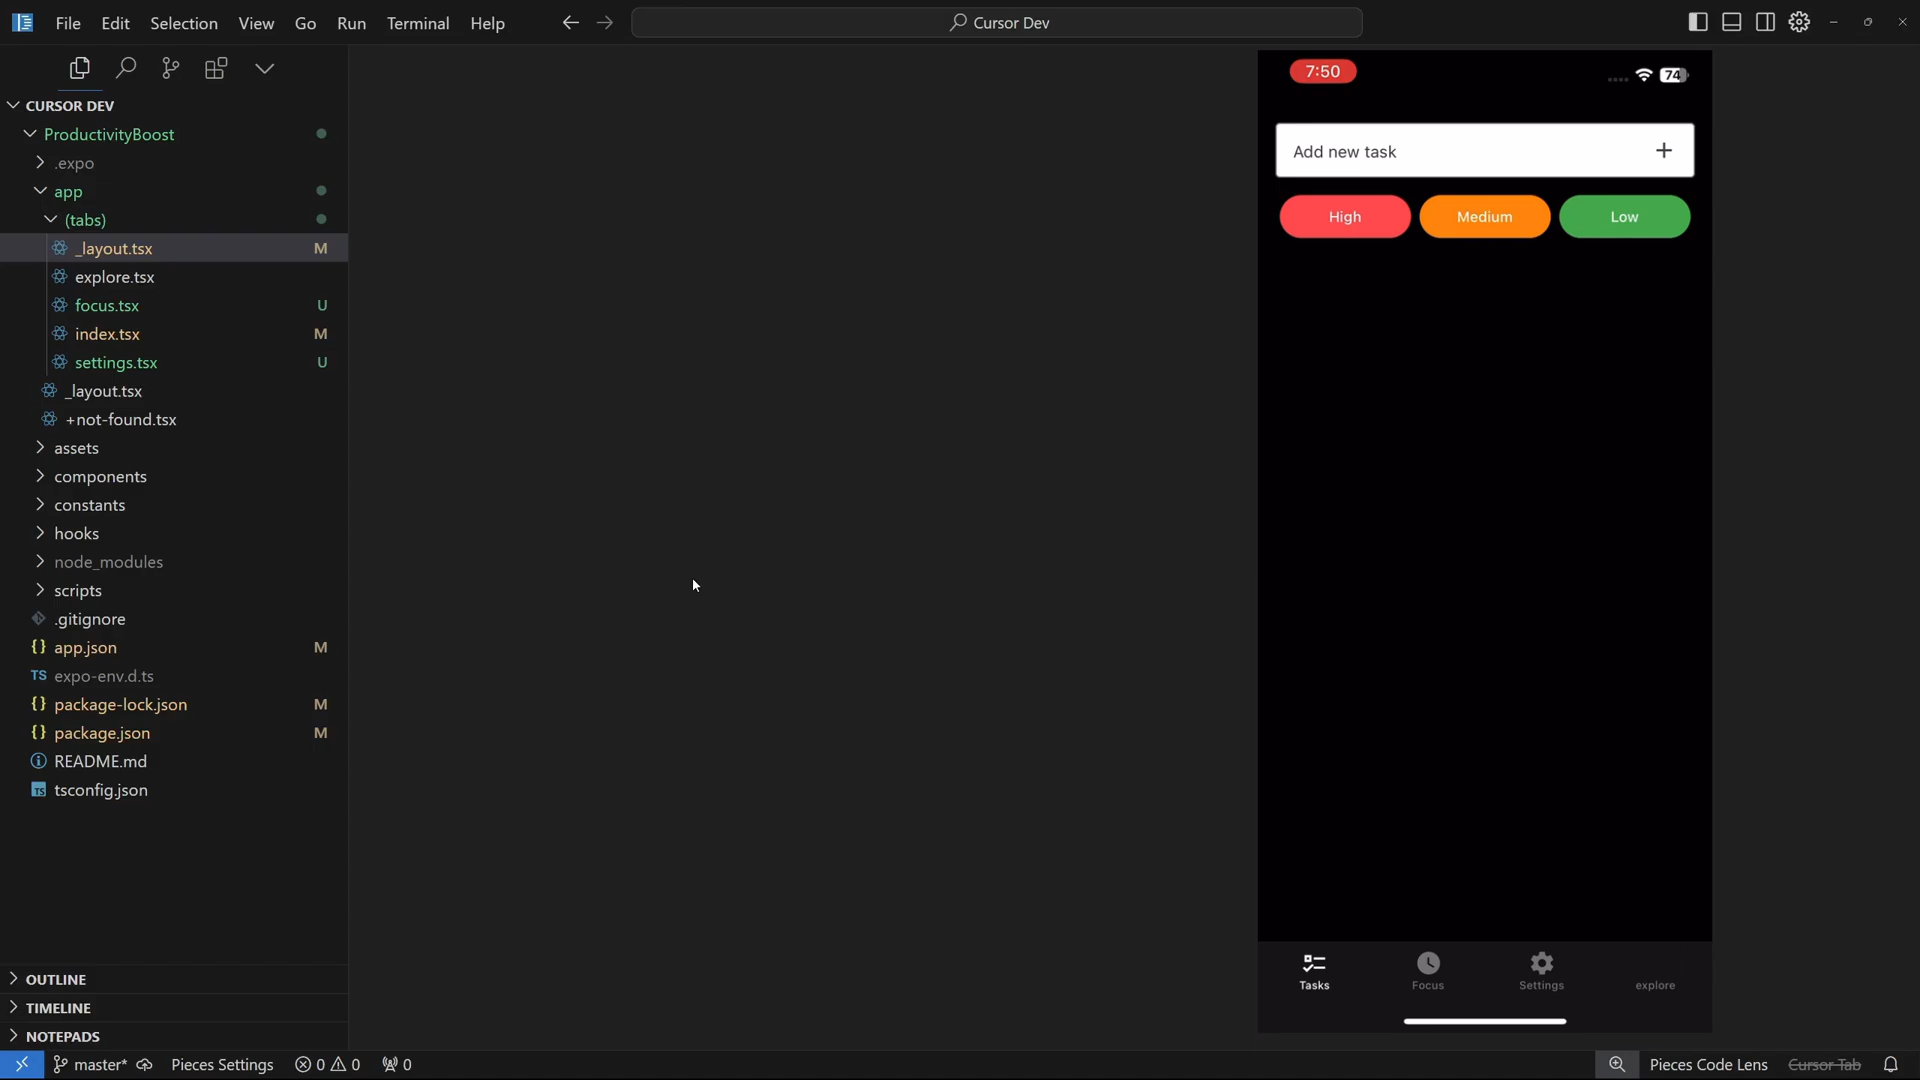 File Edit Selection View Go Run Terminal Help
Cursor Dev
CURSOR DEV
ProductivityBoost
.expo
app
(tabs)
_layout.tsx M
explore.tsx
focus.tsx U
index.tsx M
settings.tsx U
_layout.tsx
+not-found.tsx
assets
components
constants
hooks
node_modules
scripts
.gitignore
{} app.json M
TS expo-env.d.ts
{} package-lock.json M
{} package.json M
README.md
TS tsconfig.json
OUTLINE
TIMELINE
NOTEPADS
7:50
74
Add new task +
High Medium Low
Tasks Focus Settings explore
master* Pieces Settings 0 0 0 Pieces Code Lens Cursor Tab